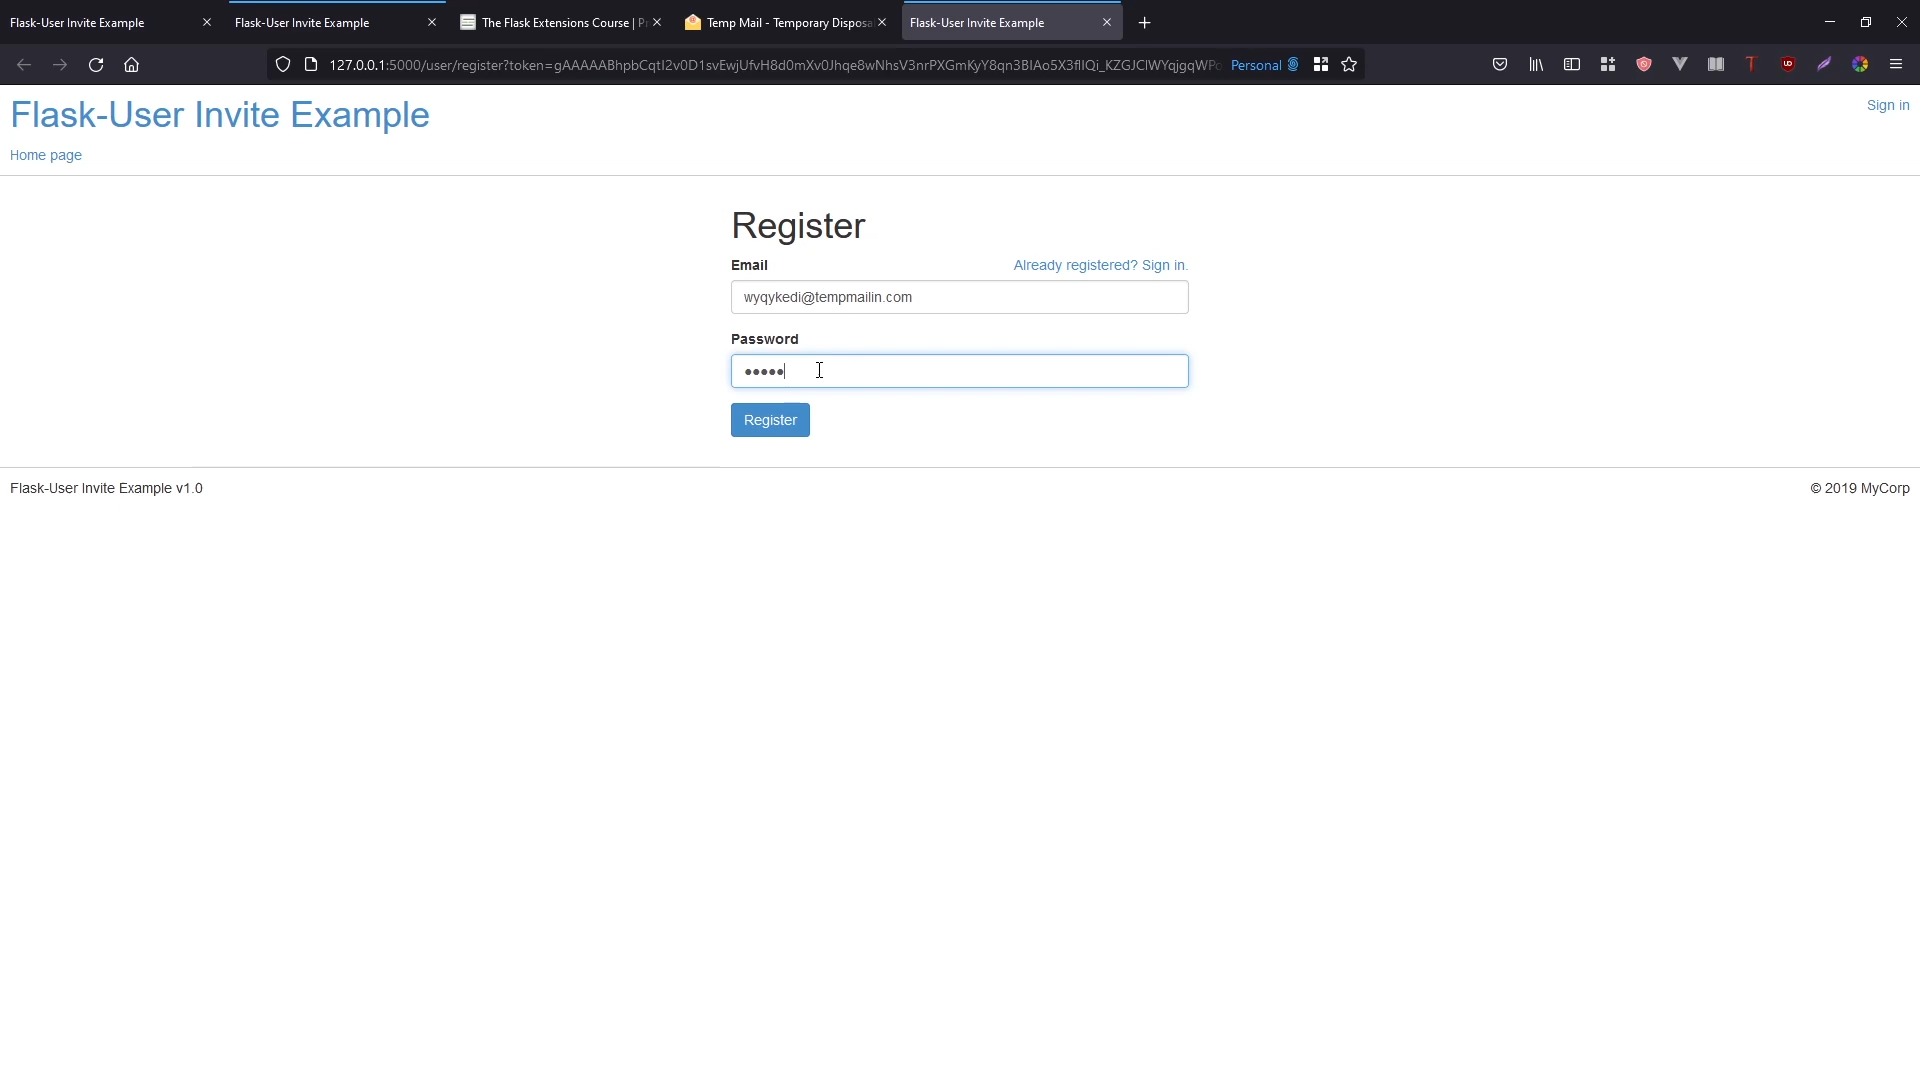 Flask-User Invite Example
Flask-User Invite Example
The Flask Extensions Course | P
Temp Mail - Temporary Disposa
Flask-User Invite Example
127.0.0.1:5000/user/register?token=
Personal
Flask-User Invite Example
Sign in
Home page
Register
Email
Already registered? Sign in.
wyqykedi@tempmailin.com
Password
•••••
Register
Flask-User Invite Example v1.0
© 2019 MyCorp